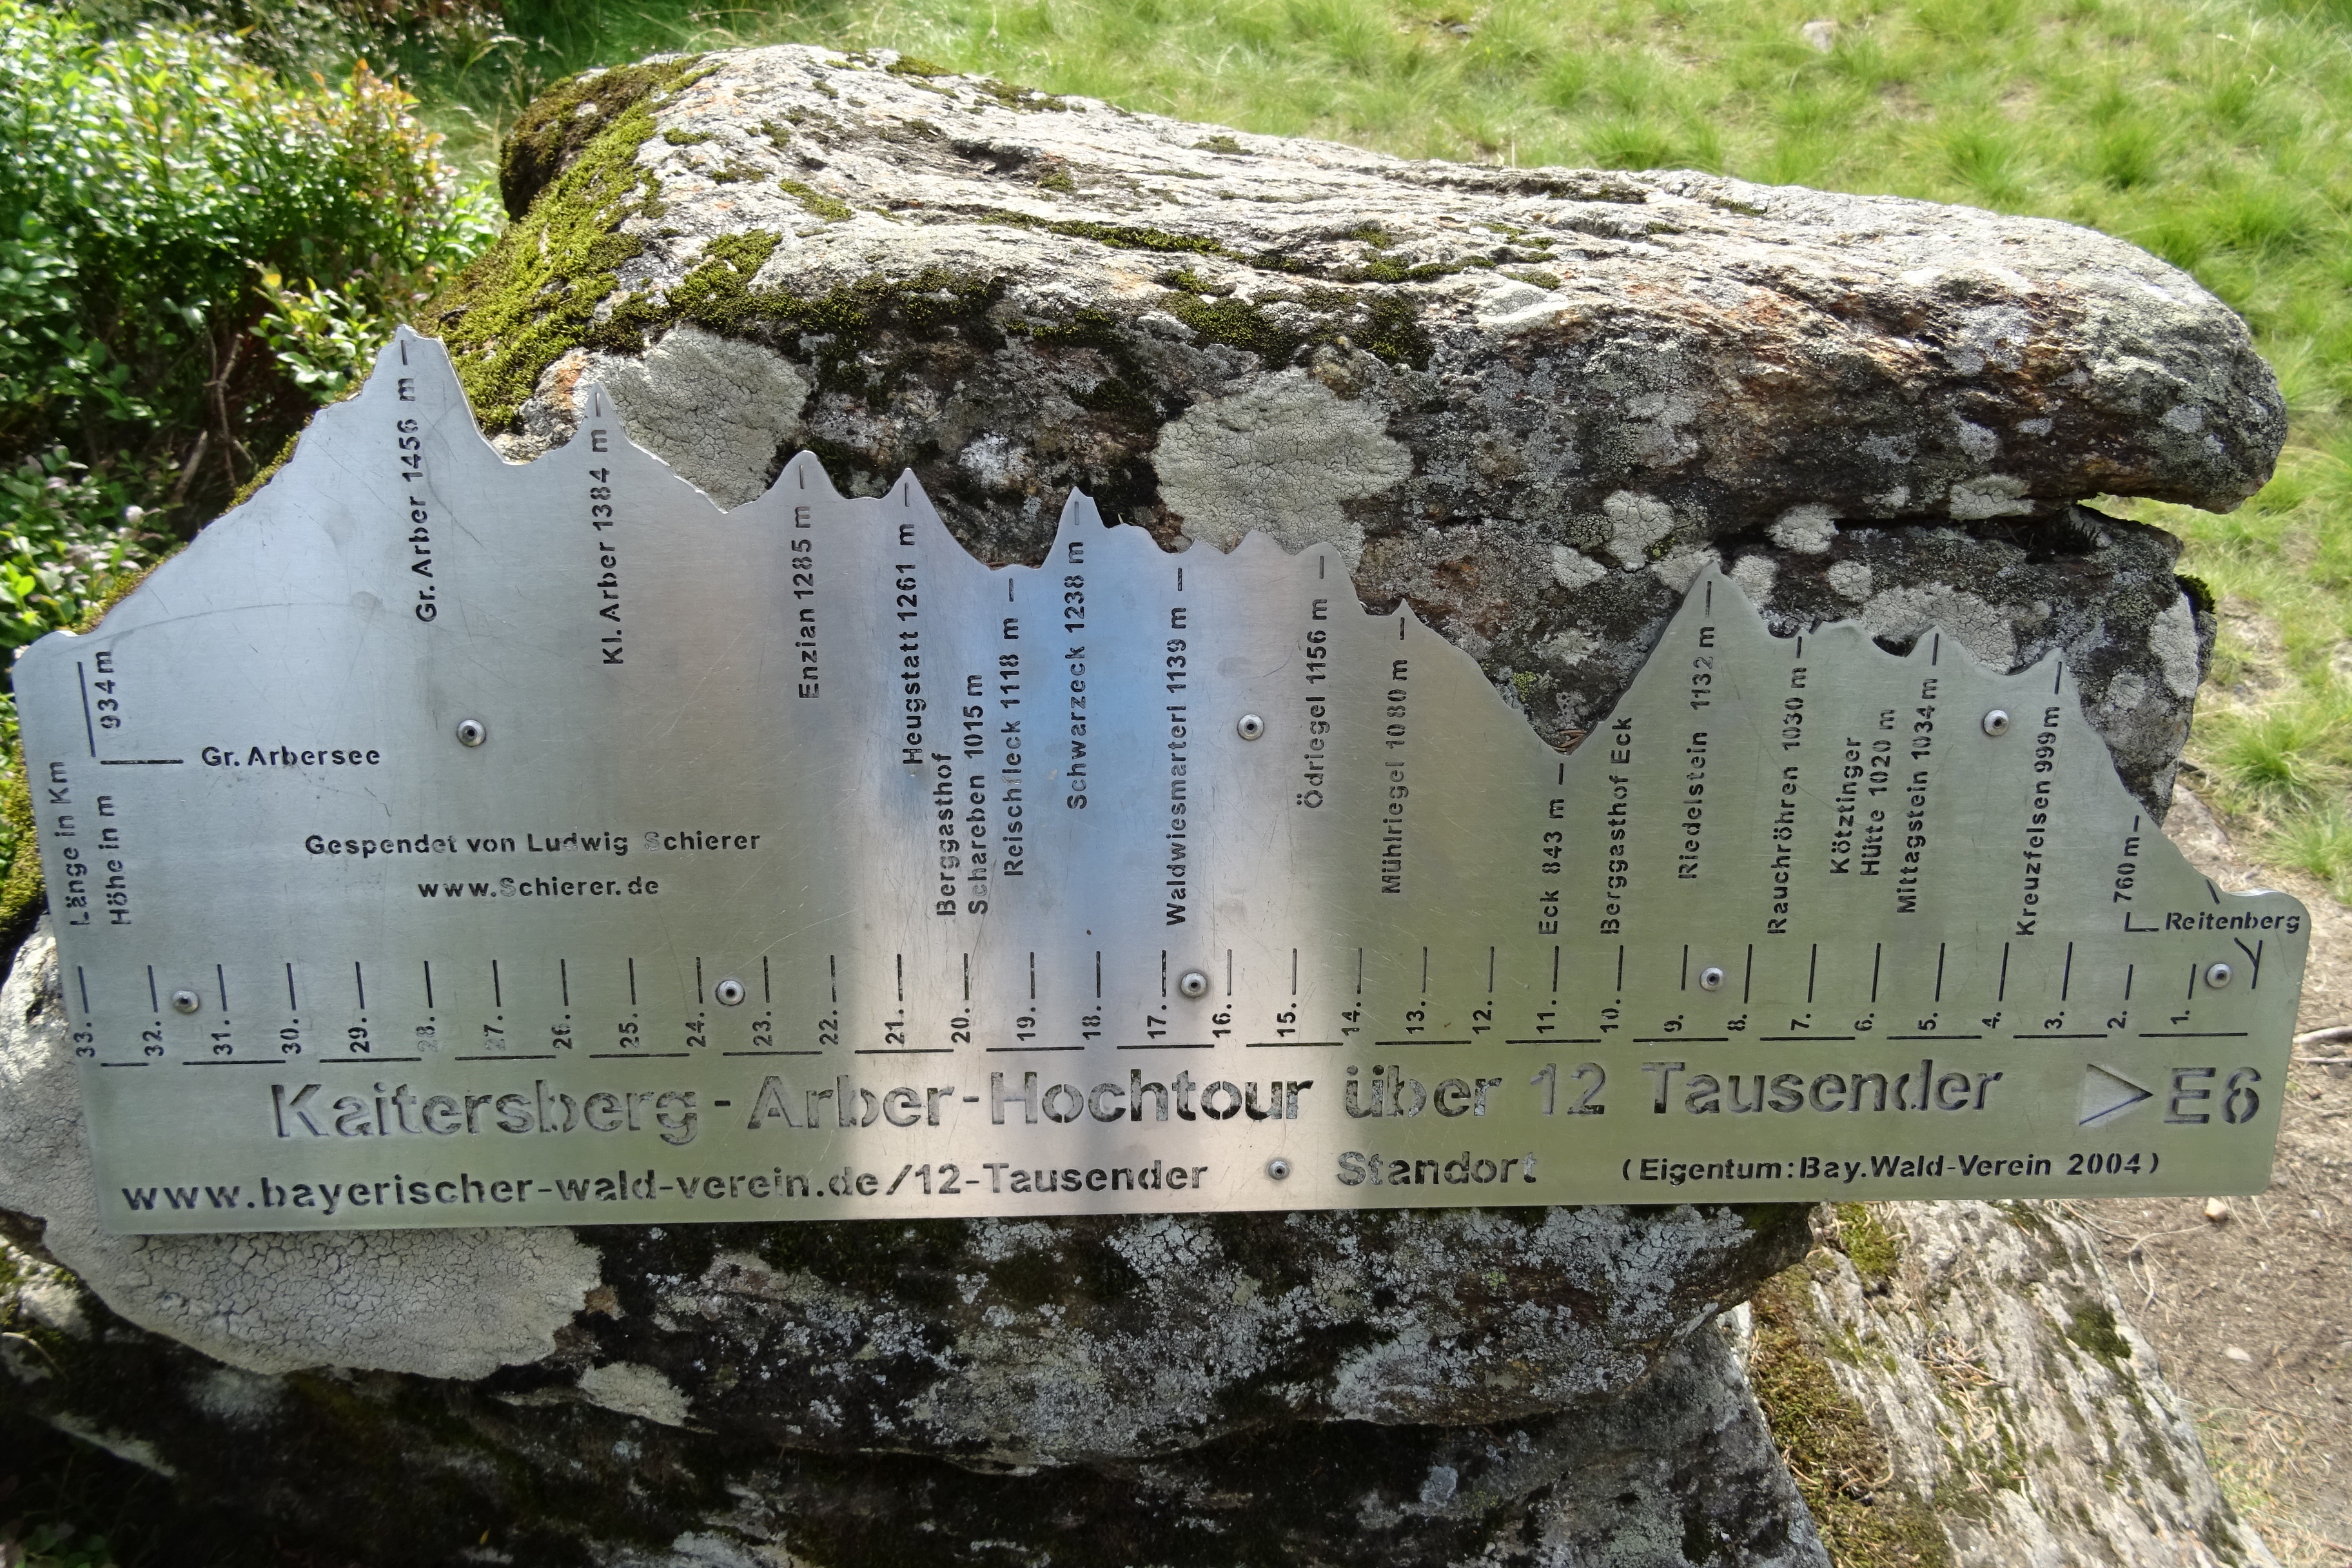 Gr. Arber 1456 m
Kl. Arber 1384 m
Enzian 1285 m
Heugstatt 1261 m
Berggasthof
Schareben 1015 m
Reischfleck 1118 m
Schwarzeck 1238 m
Waldwiesmarterl 1139 m
Ödriegel 1156 m
Mühlriegel 1080 m
Eck 843 m
Berggasthof Eck
Riedelstein 1132 m
Rauchröhren 1030 m
Kötztinger
Hütte 1020 m
Mittagstein 1034 m
Kreuzfelsen 999 m
760 m
Reitenberg
934 m
Gr. Arbersee
Länge in Km
Höhe in m
Gespendet von Ludwig Schierer
www.Schierer.de
33. 32. 31. 30. 29. 28. 27. 26. 25. 24. 23. 22. 21. 20. 19. 18. 17. 16. 15. 14. 13. 12. 11. 10. 9. 8. 7. 6. 5. 4. 3. 2. 1.
Kaitersberg-Arber-Hochtour über 12 Tausender E6
www.bayerischer-wald-verein.de/12-Tausender Standort (Eigentum:Bay.Wald-Verein 2004)